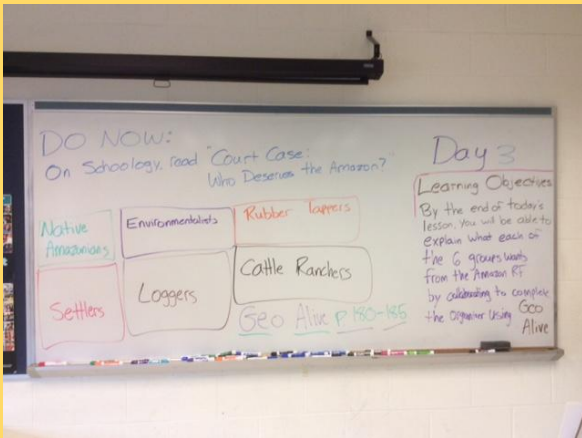 DO NOW:
On Schoology, read "Court Case:
Who Deserves the Amazon?"
Native
Amazonians
Environmentalists
Rubber Tappers
Settlers
Loggers
Cattle Ranchers
Geo Alive p. 180-185
Day 3
Learning Objectives
By the end of today's
lesson, You will be able to
explain what each of
the 6 groups wants
from the Amazon RF
by collaborating to complete
the Organizer Using Geo
Alive